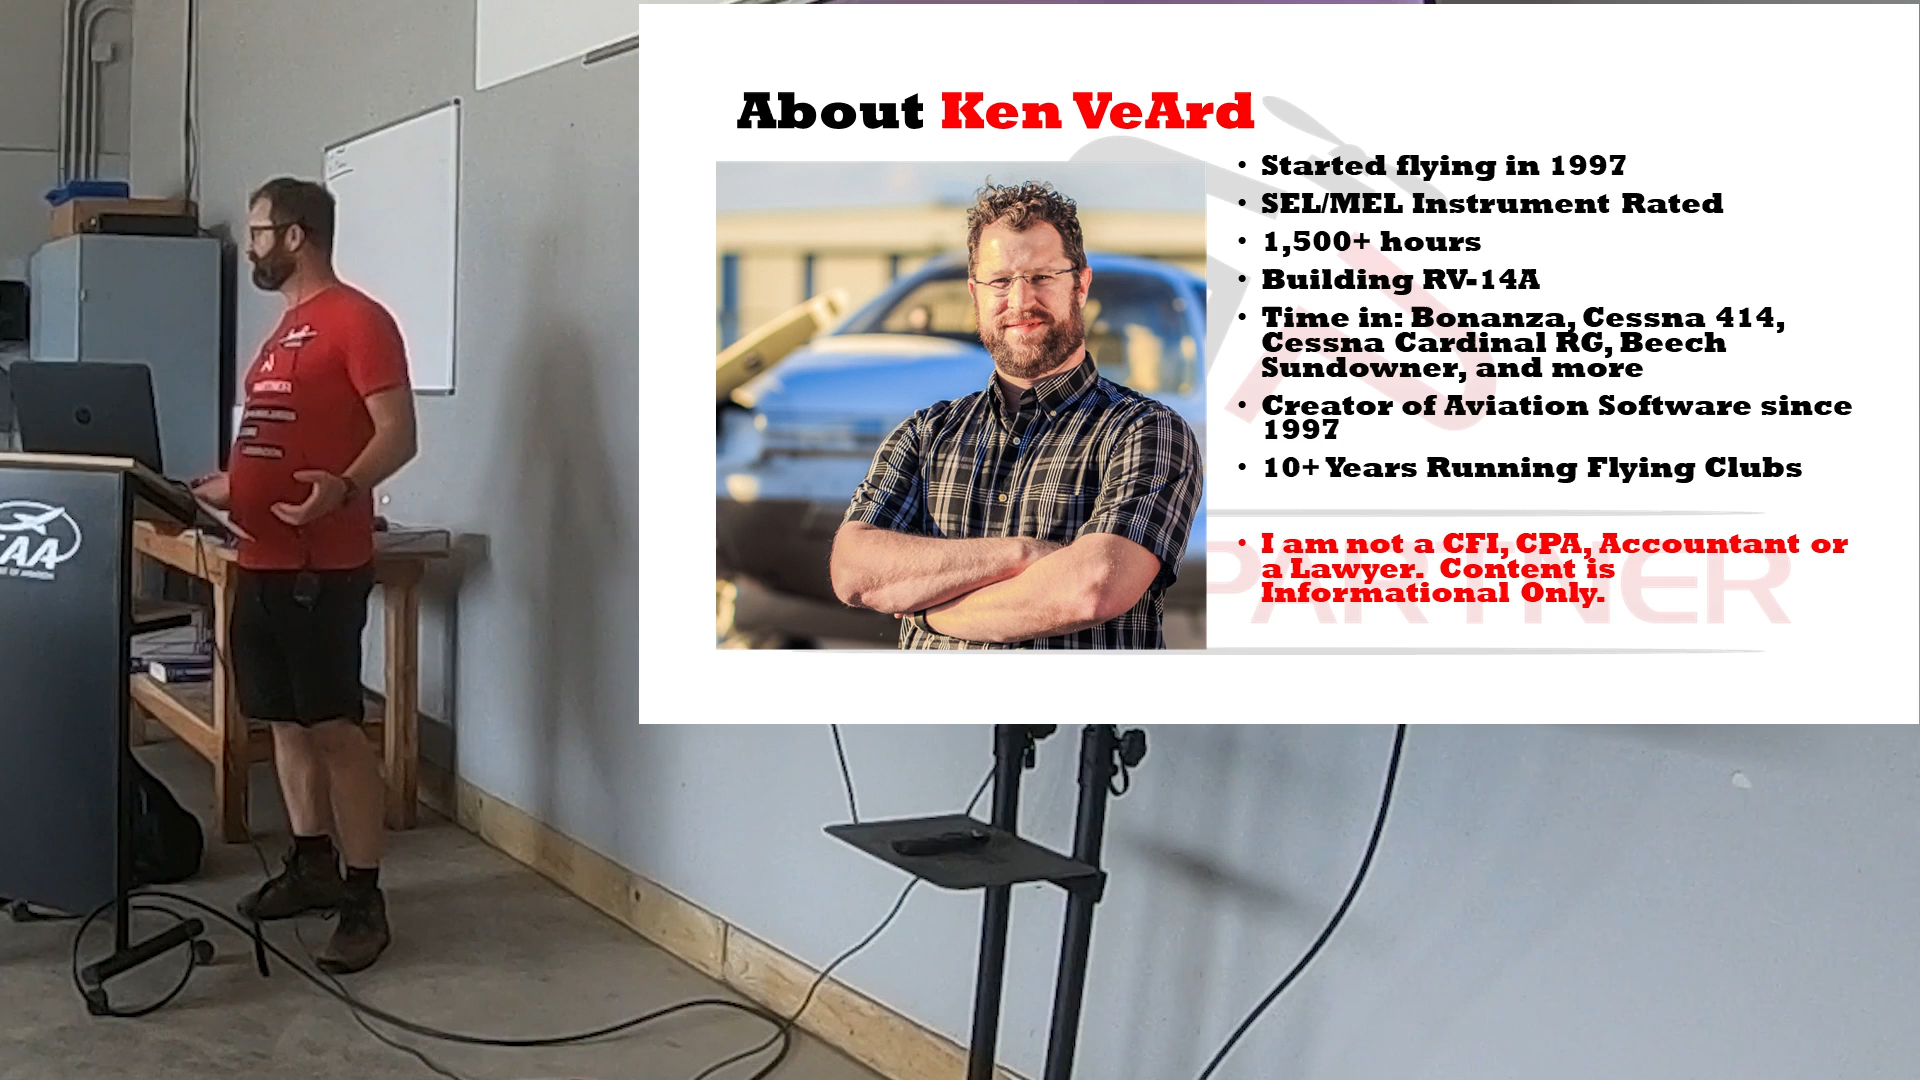 About Ken VeArd
• Started flying in 1997
• SEL/MEL Instrument Rated
• 1,500+ hours
• Building RV-14A
• Time in: Bonanza, Cessna 414,
Cessna Cardinal RG, Beech
Sundowner, and more
• Creator of Aviation Software since
1997
• 10+ Years Running Flying Clubs
• I am not a CFI, CPA, Accountant or
a Lawyer. Content is
Informational Only.
PARTNER
EAA